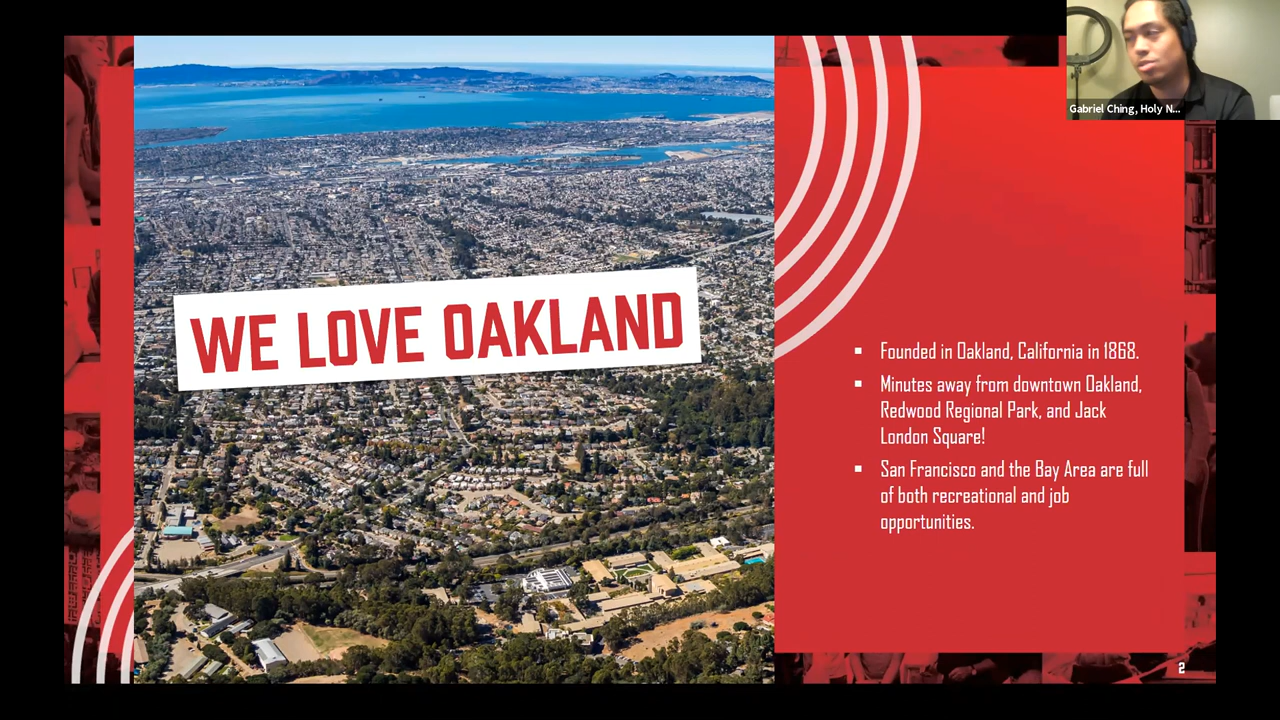 Gabriel Ching, Holy N...
WE LOVE OAKLAND
▪ Founded in Oakland, California in 1868.
▪ Minutes away from downtown Oakland,
Redwood Regional Park, and Jack
London Square!
▪ San Francisco and the Bay Area are full
of both recreational and job
opportunities.
2